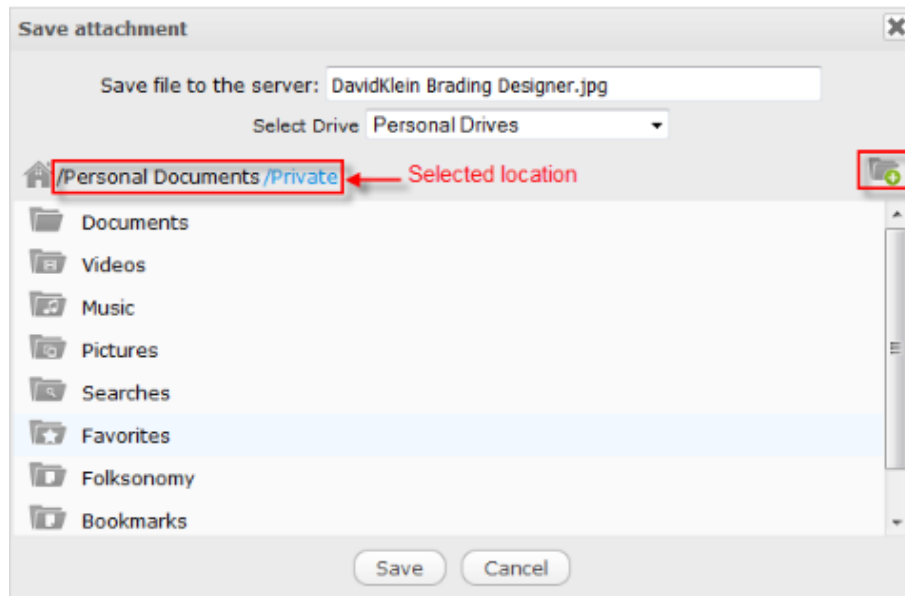 Save attachment
Save file to the server: DavidKlein Brading Designer.jpg
Select Drive Personal Drives
/Personal Documents /Private Selected location
Documents
Videos
Music
Pictures
Searches
Favorites
Folksonomy
Bookmarks
Save Cancel